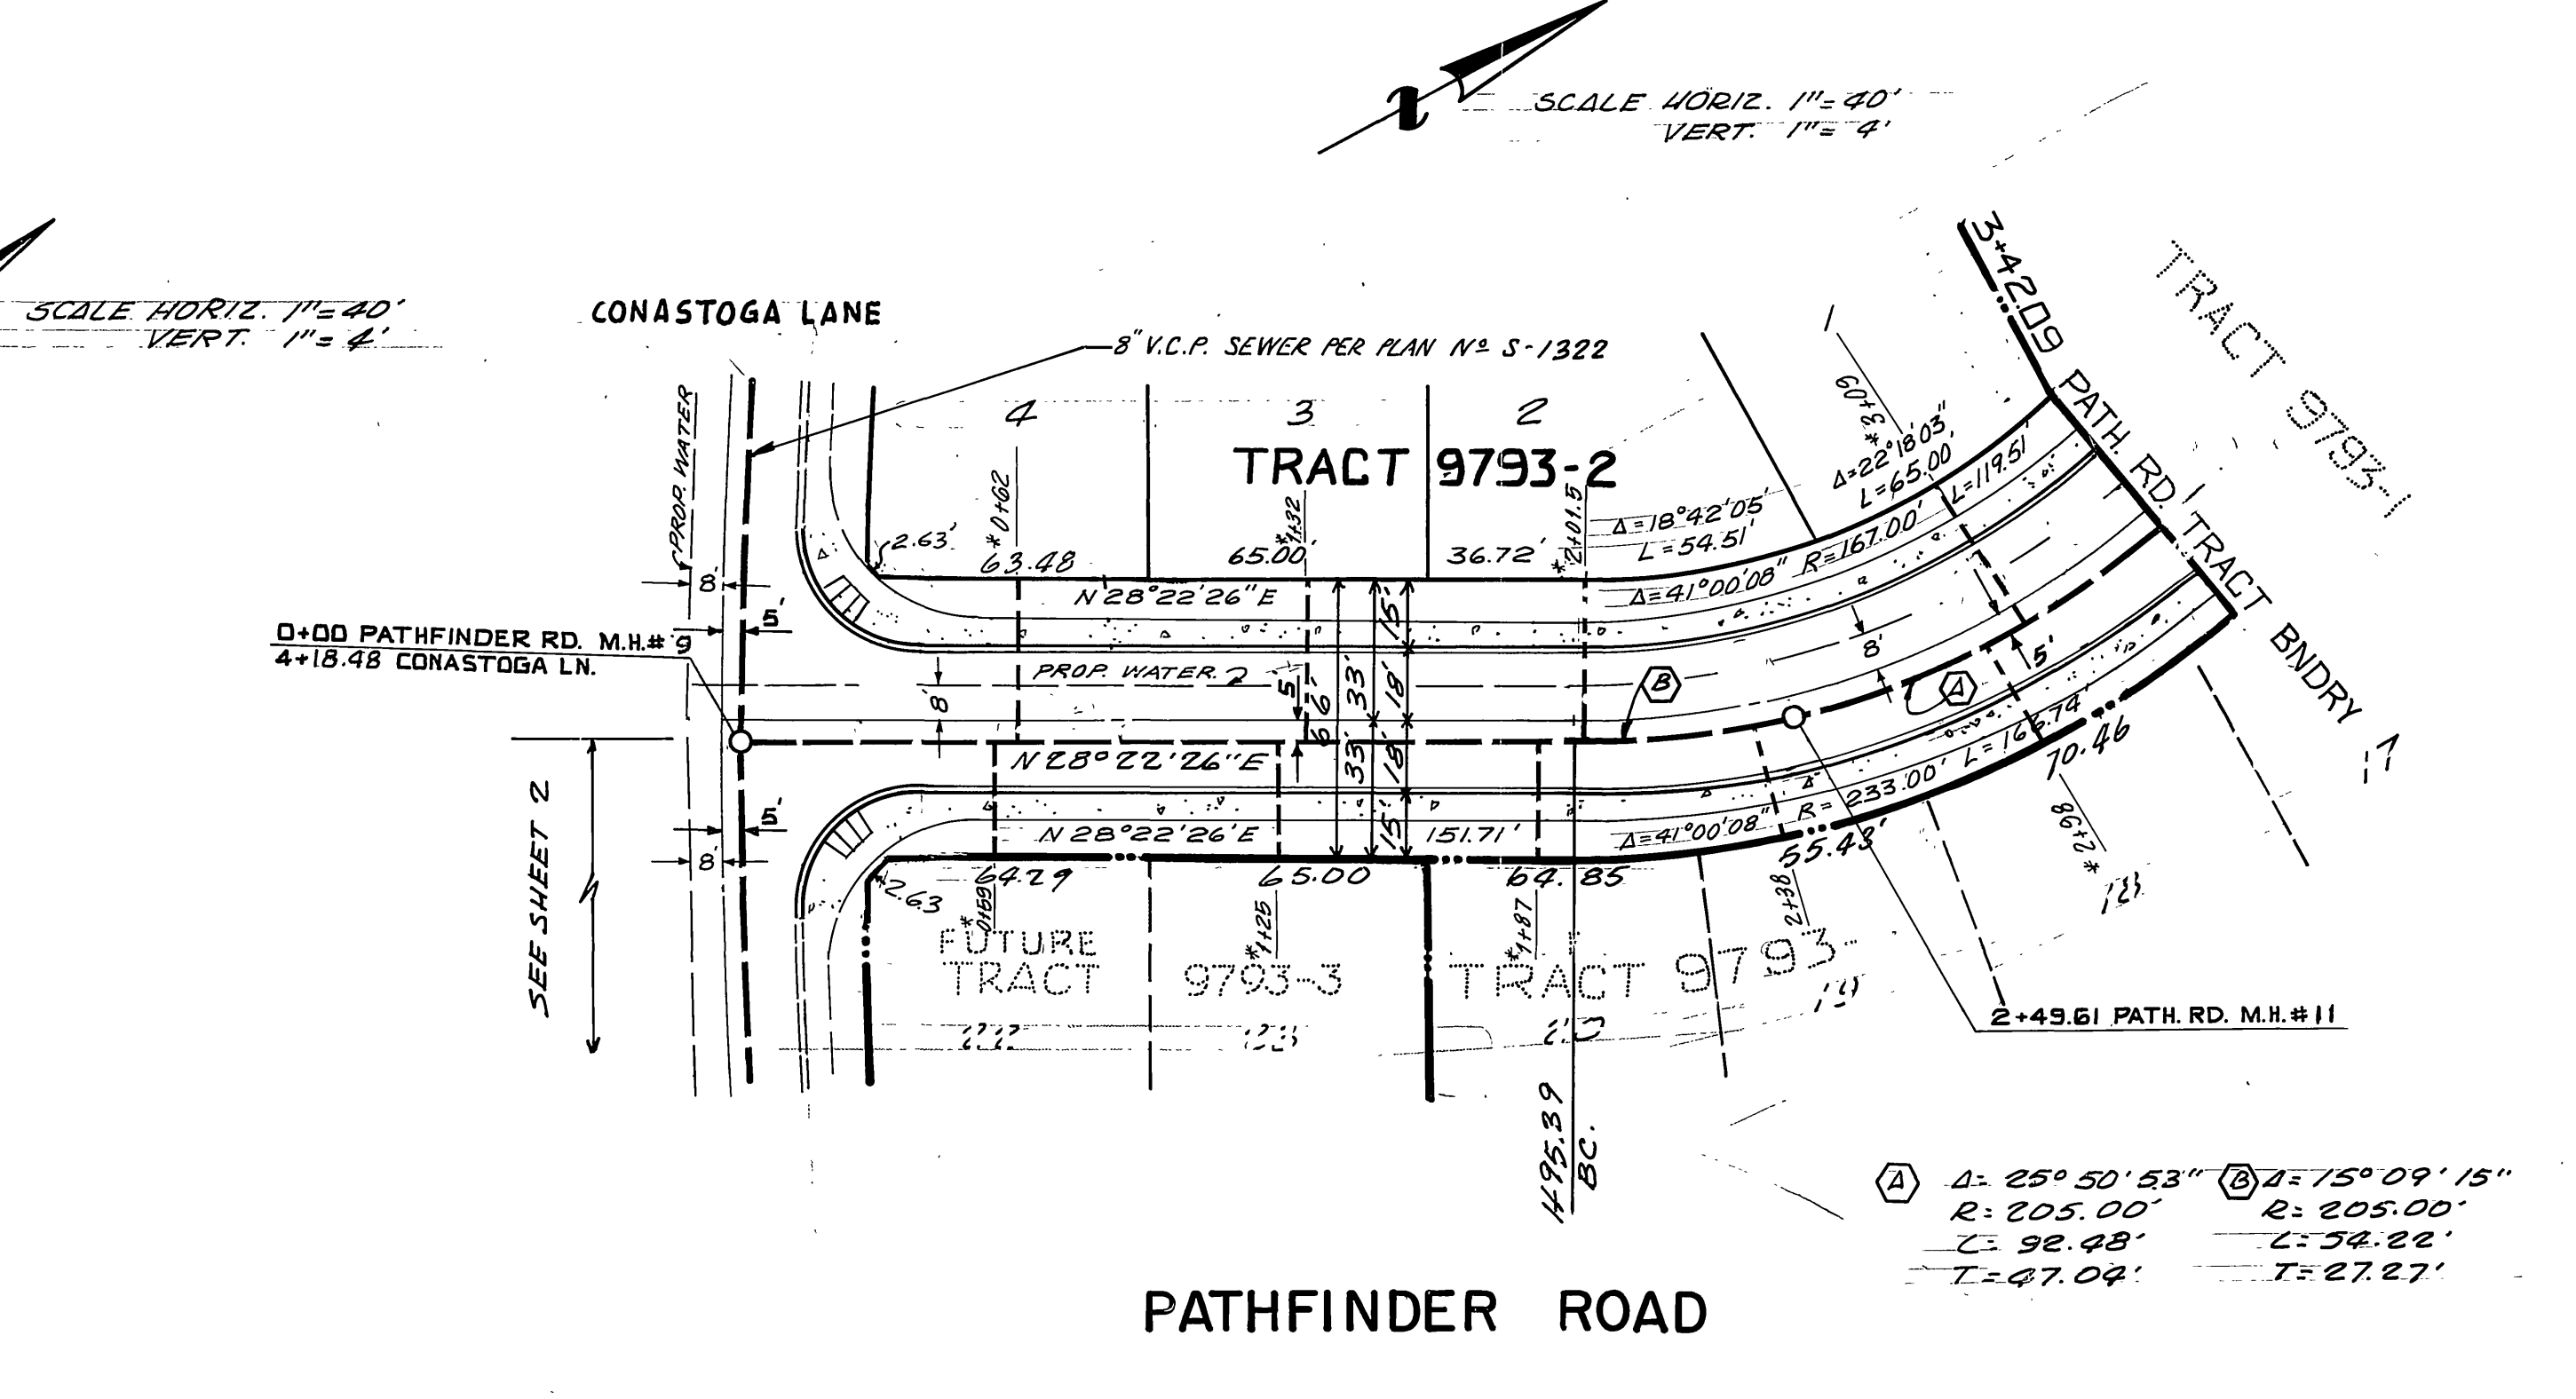 SCALE HORIZ. 1"=40'
VERT. 1"= 4'
SCALE HORIZ. 1"=40'
VERT. 1"= 4'
CONASTOGA LANE
8" V.C.P. SEWER PER PLAN Nº S-1322
PROP. WATER
3+42.09 PATH. RD. TRACT BNDRY
TRACT 9793-1
1
4
3
2
TRACT 9793-2
*0+62
*1+32
*2+01.5
*3+09
2.63'
63.48
65.00'
36.72'
Δ=18°42'05"
L=54.51'
Δ=22°18'03"
L=65.00'
L=119.51'
Δ=41°00'08" R=167.00'
N 28°22'26" E
8'
5'
0+00 PATHFINDER RD. M.H.# 9
4+18.48 CONASTOGA LN.
PROP. WATER
8'
5'
66'
33'
33'
15'
18'
18'
15'
B
8'
5'
A
N 28°22'26" E
5'
8'
SEE SHEET 2
N 28°22'26" E
151.71'
Δ=41°00'08" R= 233.00' L= 166.74'
2.63
64.29
65.00
64.85
55.43'
70.46
*0+59
*1+25
*1+87
2+38
*2+98
17
18
19
FUTURE
TRACT 9793-3
TRACT 9793-
22
20
2+49.61 PATH. RD. M.H.#11
1+95.39
BC.
A Δ= 25°50'53"
R= 205.00'
L= 92.48'
T=47.04'
B Δ=15°09'15"
R= 205.00'
L=54.22'
T=27.27'
PATHFINDER ROAD